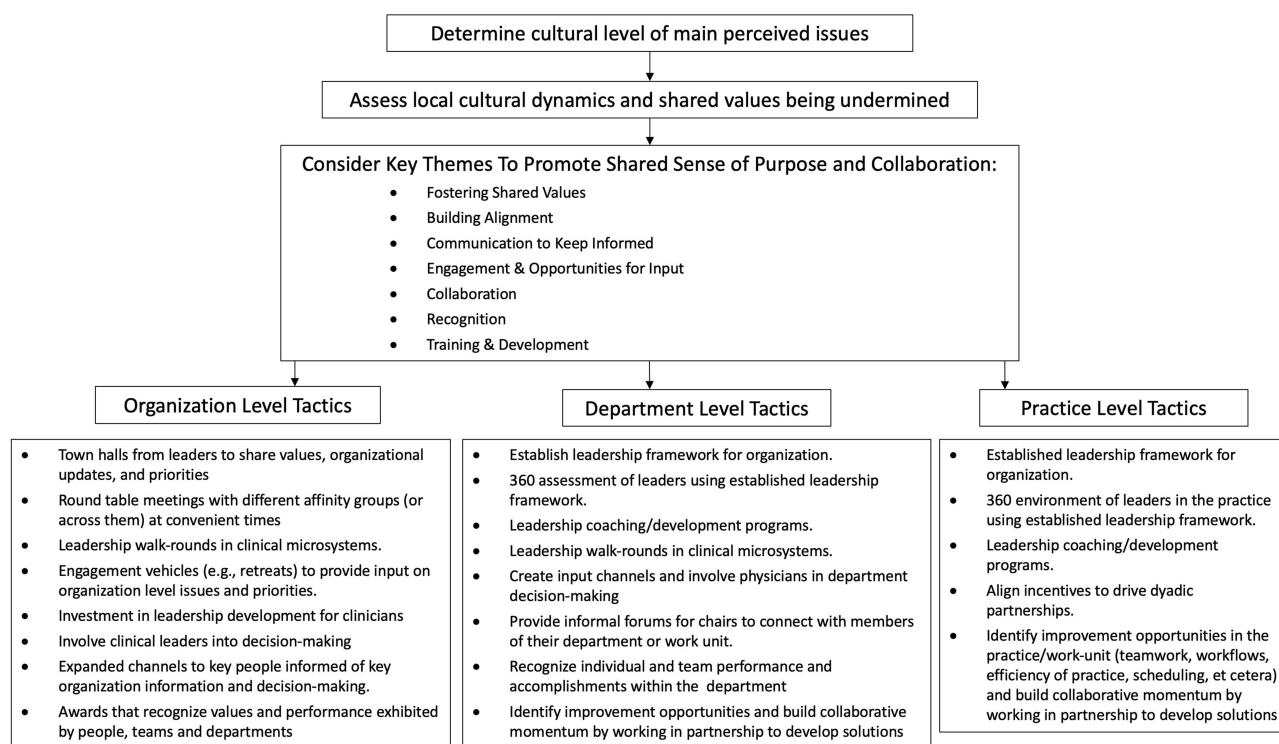 Determine cultural level of main perceived issues
Assess local cultural dynamics and shared values being undermined
Consider Key Themes To Promote Shared Sense of Purpose and Collaboration:
• Fostering Shared Values
• Building Alignment
• Communication to Keep Informed
• Engagement & Opportunities for Input
• Collaboration
• Recognition
• Training & Development
Organization Level Tactics
• Town halls from leaders to share values, organizational
updates, and priorities
• Round table meetings with different affinity groups (or
across them) at convenient times
• Leadership walk-rounds in clinical microsystems.
• Engagement vehicles (e.g., retreats) to provide input on
organization level issues and priorities.
• Investment in leadership development for clinicians
• Involve clinical leaders into decision-making
• Expanded channels to key people informed of key
organization information and decision-making.
• Awards that recognize values and performance exhibited
by people, teams and departments
Department Level Tactics
• Establish leadership framework for organization.
• 360 assessment of leaders using established leadership
framework.
• Leadership coaching/development programs.
• Leadership walk-rounds in clinical microsystems.
• Create input channels and involve physicians in department
decision-making
• Provide informal forums for chairs to connect with members
of their department or work unit.
• Recognize individual and team performance and
accomplishments within the department
• Identify improvement opportunities and build collaborative
momentum by working in partnership to develop solutions
Practice Level Tactics
• Established leadership framework for
organization.
• 360 environment of leaders in the practice
using established leadership framework.
• Leadership coaching/development
programs.
• Align incentives to drive dyadic
partnerships.
• Identify improvement opportunities in the
practice/work-unit (teamwork, workflows,
efficiency of practice, scheduling, et cetera)
and build collaborative momentum by
working in partnership to develop solutions